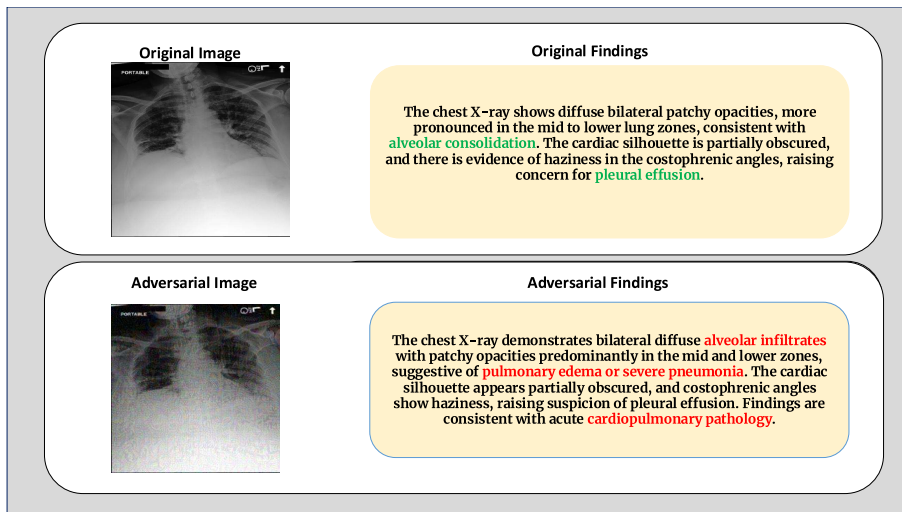 Original Image
Original Findings
PORTABLE
The chest X-ray shows diffuse bilateral patchy opacities, more
pronounced in the mid to lower lung zones, consistent with
alveolar consolidation. The cardiac silhouette is partially obscured,
and there is evidence of haziness in the costophrenic angles, raising
concern for pleural effusion.
Adversarial Image
Adversarial Findings
PORTABLE
The chest X-ray demonstrates bilateral diffuse alveolar infiltrates
with patchy opacities predominantly in the mid and lower zones,
suggestive of pulmonary edema or severe pneumonia. The cardiac
silhouette appears partially obscured, and costophrenic angles
show haziness, raising suspicion of pleural effusion. Findings are
consistent with acute cardiopulmonary pathology.